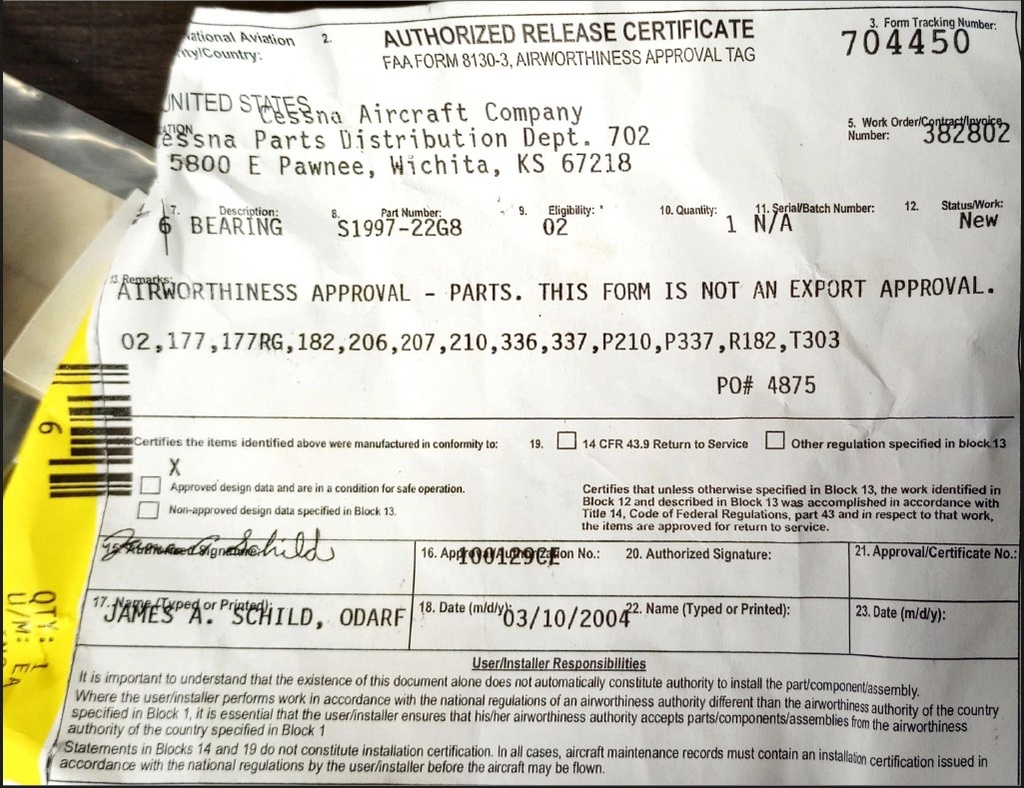 ational Aviation
ity/Country:
2.
AUTHORIZED RELEASE CERTIFICATE
FAA FORM 8130-3, AIRWORTHINESS APPROVAL TAG
3. Form Tracking Number:
704450
UNITED STATES
Cessna Aircraft Company
essna Parts Distribution Dept. 702
5800 E Pawnee, Wichita, KS 67218
5. Work Order/Contract/Invoice
Number: 382802
7. Description: 8. Part Number: 9. Eligibility: 10. Quantity: 11. Serial/Batch Number: 12. Status/Work:
6 BEARING S1997-22G8 02 1 N/A New
13. Remarks:
AIRWORTHINESS APPROVAL - PARTS. THIS FORM IS NOT AN EXPORT APPROVAL.
02,177,177RG,182,206,207,210,336,337,P210,P337,R182,T303
PO# 4875
Certifies the items identified above were manufactured in conformity to:
X
Approved design data and are in a condition for safe operation.
Non-approved design data specified in Block 13.
19. 14 CFR 43.9 Return to Service Other regulation specified in block 13
Certifies that unless otherwise specified in Block 13, the work identified in
Block 12 and described in Block 13 was accomplished in accordance with
Title 14, Code of Federal Regulations, part 43 and in respect to that work,
the items are approved for return to service.
15. Authorized Signature:
James A Schild
16. Approval/Authorization No.:
100129CE
20. Authorized Signature:
21. Approval/Certificate No.:
17. Name (Typed or Printed):
JAMES A. SCHILD, ODARF
18. Date (m/d/y):
03/10/2004
22. Name (Typed or Printed):
23. Date (m/d/y):
User/Installer Responsibilities
It is important to understand that the existence of this document alone does not automatically constitute authority to install the part/component/assembly.
Where the user/installer performs work in accordance with the national regulations of an airworthiness authority different than the airworthiness authority of the country
specified in Block 1, it is essential that the user/installer ensures that his/her airworthiness authority accepts parts/components/assemblies from the airworthiness
authority of the country specified in Block 1
Statements in Blocks 14 and 19 do not constitute installation certification. In all cases, aircraft maintenance records must contain an installation certification issued in
accordance with the national regulations by the user/installer before the aircraft may be flown.
6
QTY: 1
U/M: EA